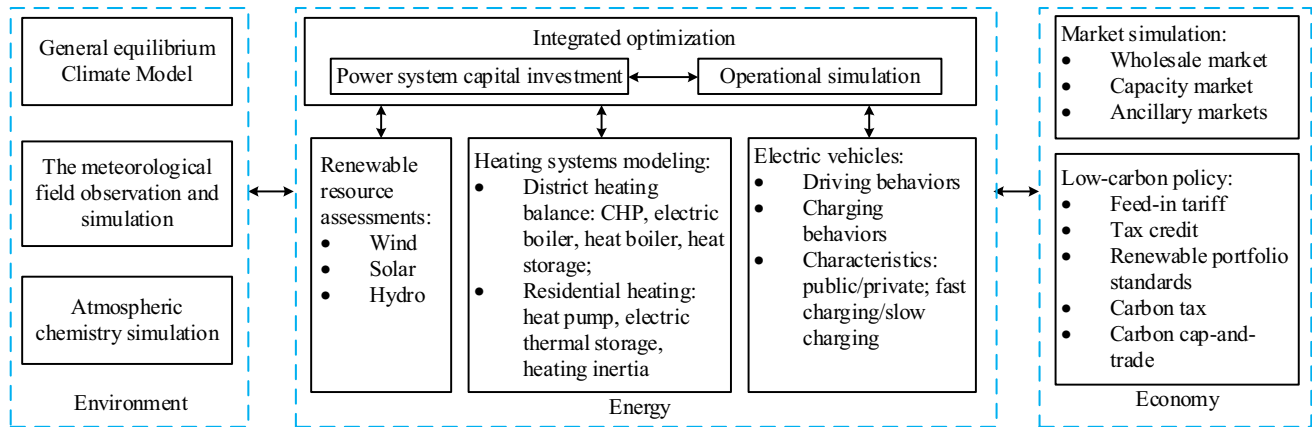 General equilibrium
Climate Model
The meteorological
field observation and
simulation
Atmospheric
chemistry simulation
Environment
Integrated optimization
Power system capital investment
Operational simulation
Renewable
resource
assessments:
● Wind
● Solar
● Hydro
Heating systems modeling:
● District heating
balance: CHP, electric
boiler, heat boiler, heat
storage;
● Residential heating:
heat pump, electric
thermal storage,
heating inertia
Electric vehicles:
● Driving behaviors
● Charging
behaviors
● Characteristics:
public/private; fast
charging/slow
charging
Energy
Market simulation:
● Wholesale market
● Capacity market
● Ancillary markets
Low-carbon policy:
● Feed-in tariff
● Tax credit
● Renewable portfolio
standards
● Carbon tax
● Carbon cap-and-
trade
Economy